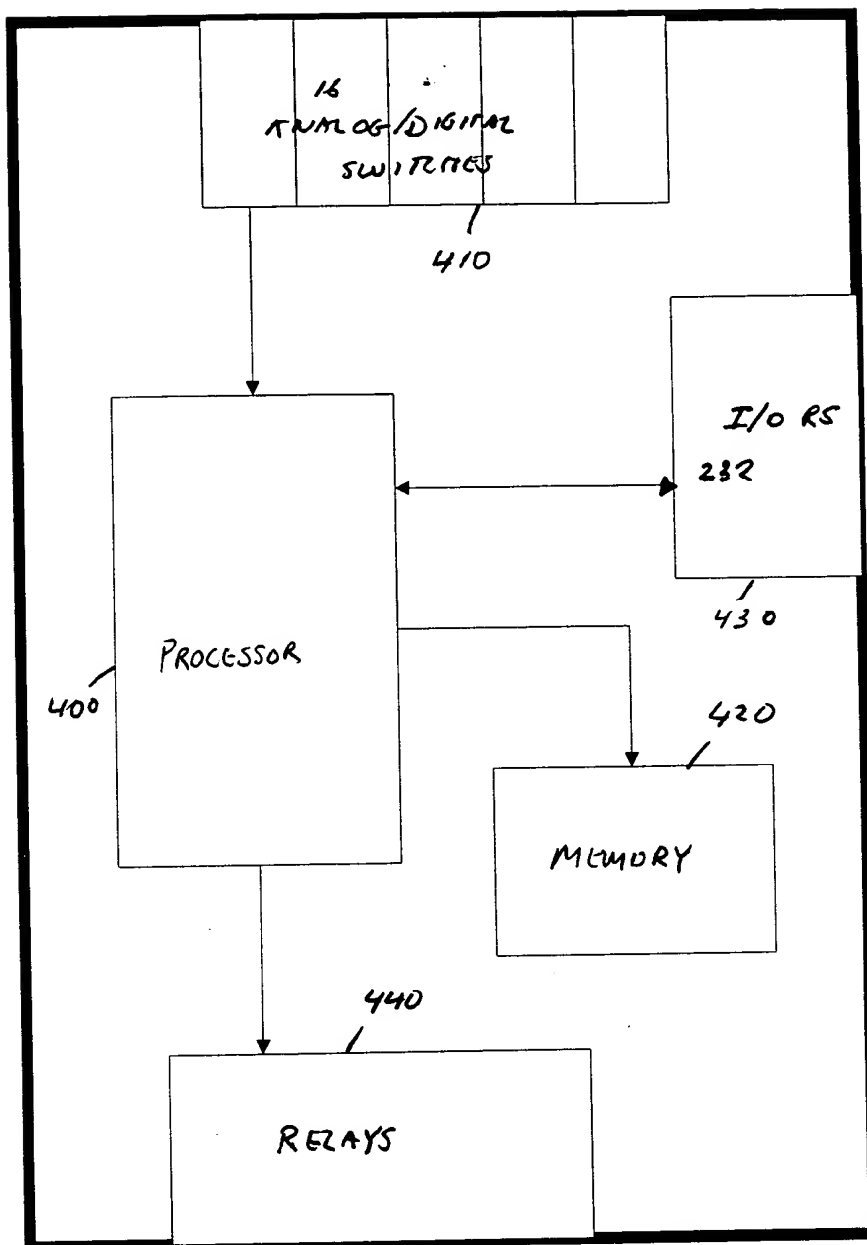 16
ANALOG/DIGITAL
SWITCHES
410
I/O RS
232
430
PROCESSOR
400
420
MEMORY
440
RELAYS